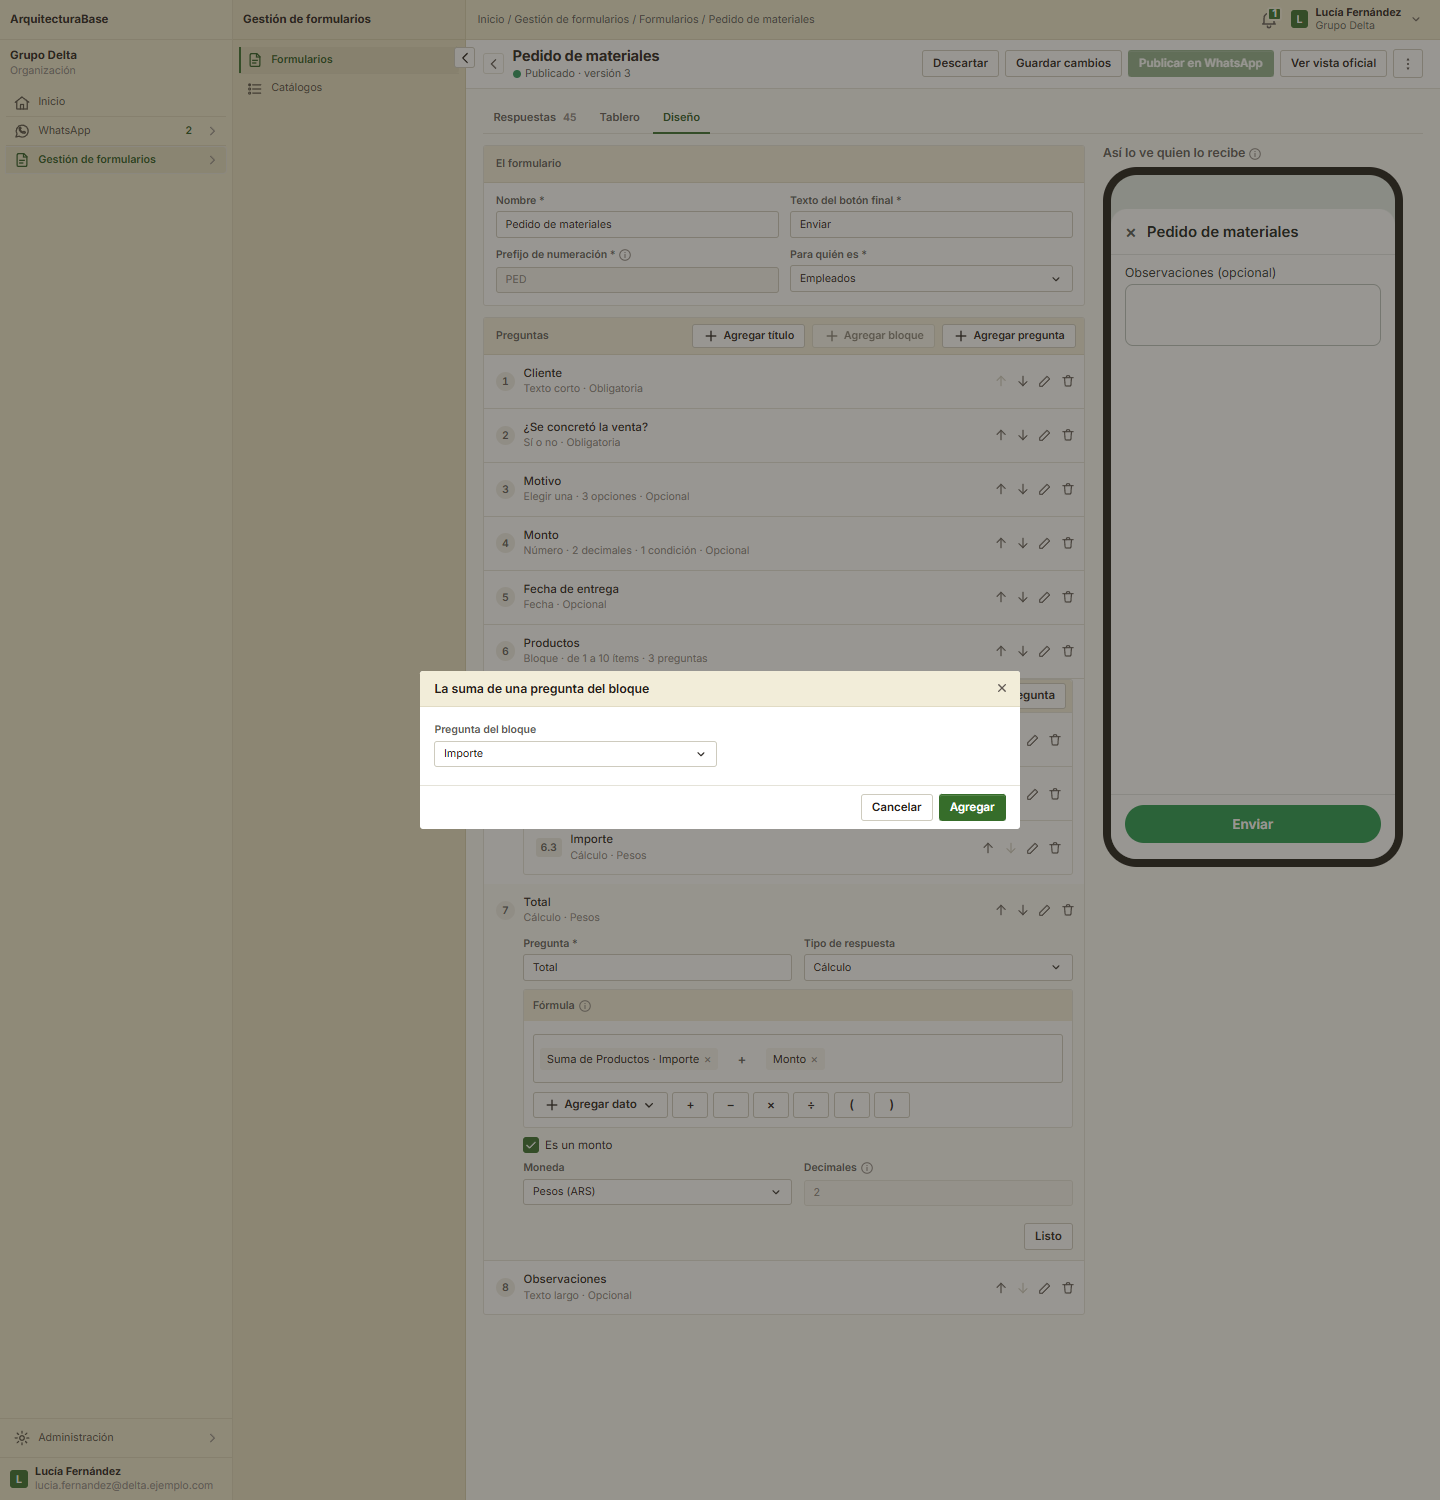 ArquitecturaBase
Grupo Delta
Organización
Inicio
WhatsApp 2
Gestión de formularios
Administración
L Lucía Fernández
lucia.fernandez@delta.ejemplo.com
Gestión de formularios
Formularios
Catálogos
Inicio / Gestión de formularios / Formularios / Pedido de materiales
1
L Lucía Fernández
Grupo Delta
Pedido de materiales
Publicado · versión 3
Descartar
Guardar cambios
Publicar en WhatsApp
Ver vista oficial
Respuestas 45
Tablero
Diseño
El formulario
Nombre *
Texto del botón final *
Pedido de materiales
Enviar
Prefijo de numeración *
Para quién es *
PED
Empleados
Preguntas
Agregar título
Agregar bloque
Agregar pregunta
1 Cliente
Texto corto · Obligatoria
2 ¿Se concretó la venta?
Sí o no · Obligatoria
3 Motivo
Elegir una · 3 opciones · Opcional
4 Monto
Número · 2 decimales · 1 condición · Opcional
5 Fecha de entrega
Fecha · Opcional
6 Productos
Bloque · de 1 a 10 ítems · 3 preguntas
La suma de una pregunta del bloque
Pregunta del bloque
Importe
Cancelar
Agregar
6.3 Importe
Cálculo · Pesos
7 Total
Cálculo · Pesos
Pregunta *
Tipo de respuesta
Total
Cálculo
Fórmula
Suma de Productos · Importe × + Monto ×
Agregar dato + − × ÷ ( )
Es un monto
Moneda
Decimales
Pesos (ARS)
2
Listo
8 Observaciones
Texto largo · Opcional
Así lo ve quien lo recibe
Pedido de materiales
Observaciones (opcional)
Enviar